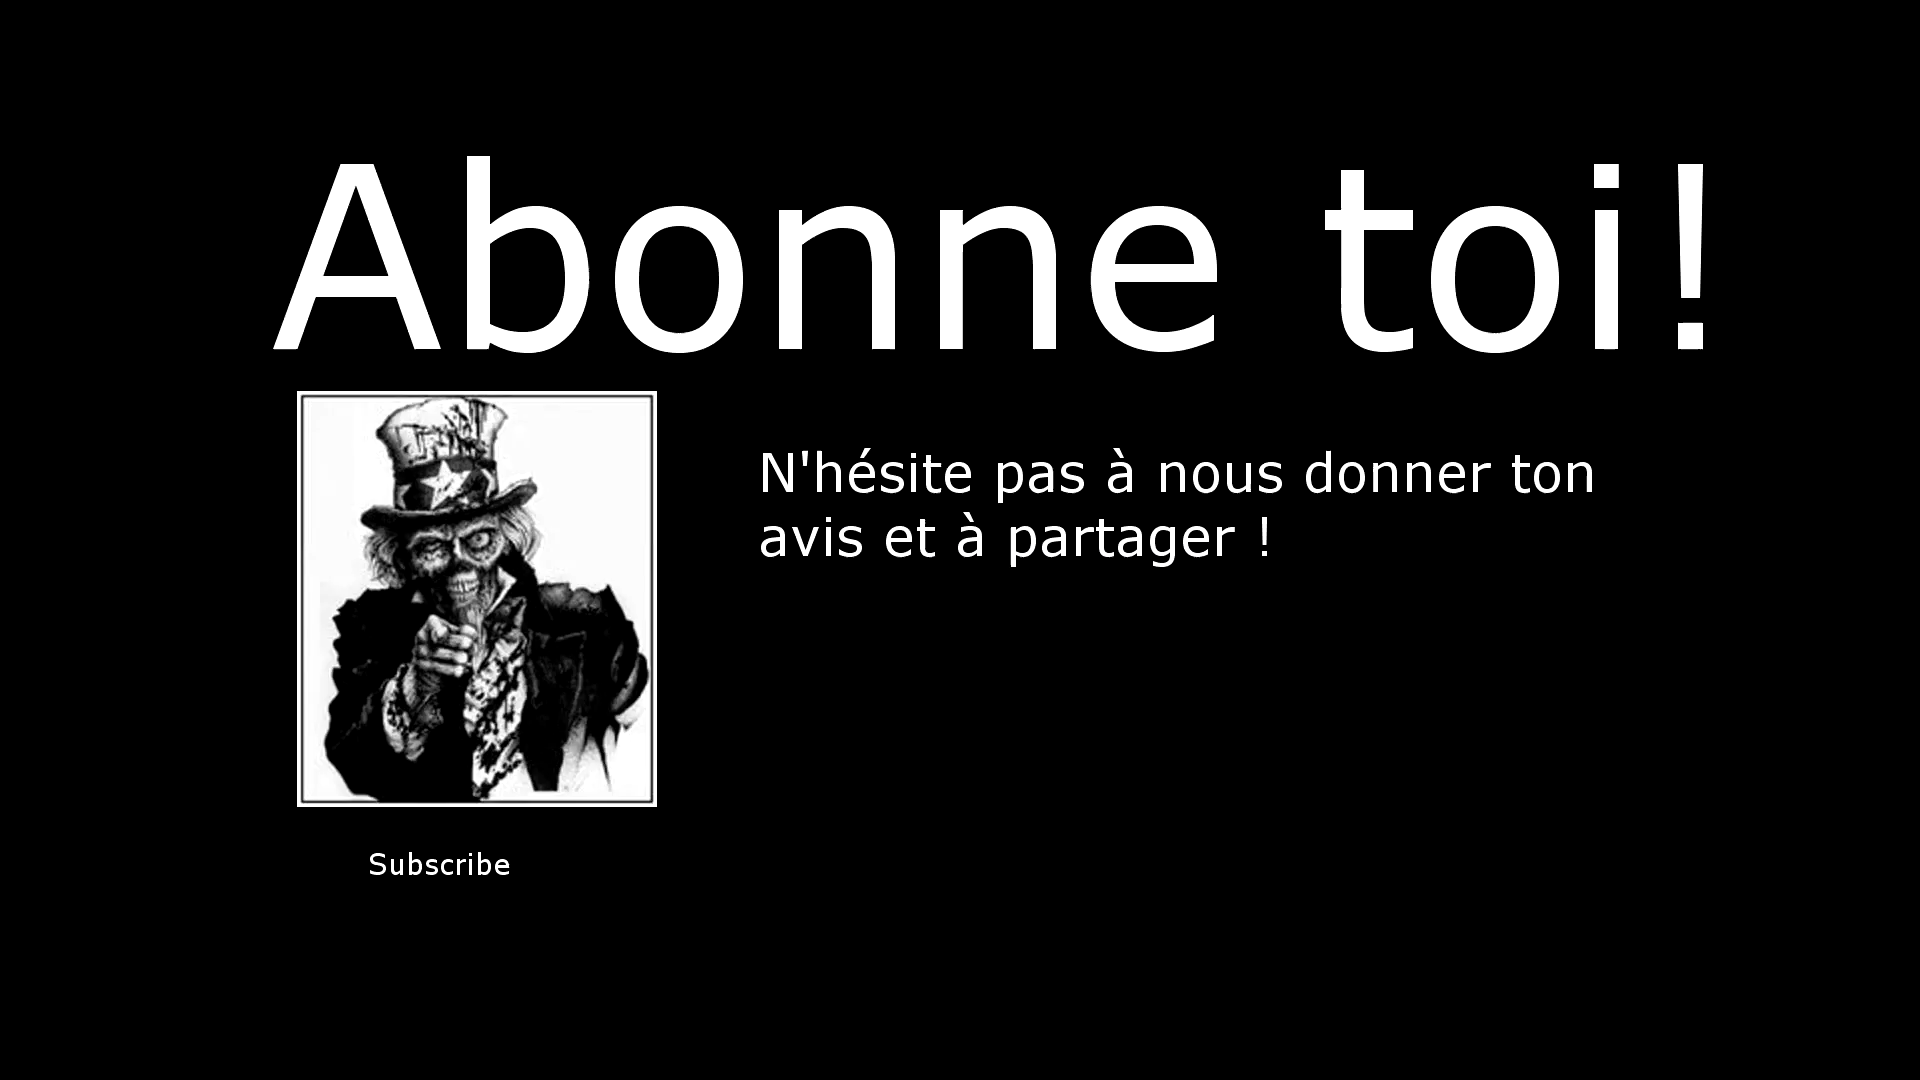 Abonne toi!
N'hésite pas à nous donner ton
avis et à partager !
Subscribe